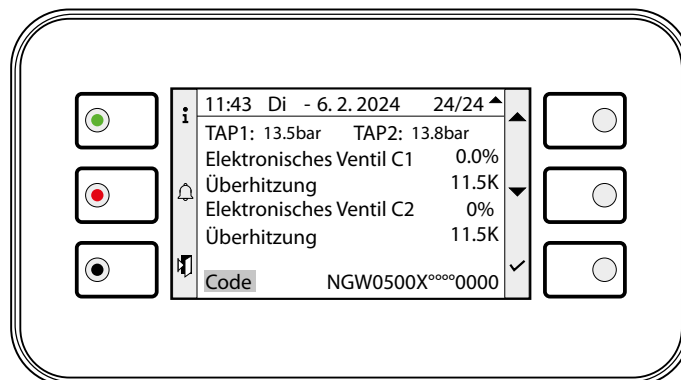 11:43 Di - 6. 2. 2024 24/24
TAP1: 13.5bar TAP2: 13.8bar
Elektronisches Ventil C1 0.0%
Überhitzung 11.5K
Elektronisches Ventil C2 0%
Überhitzung 11.5K
Code NGW0500X°°°°0000